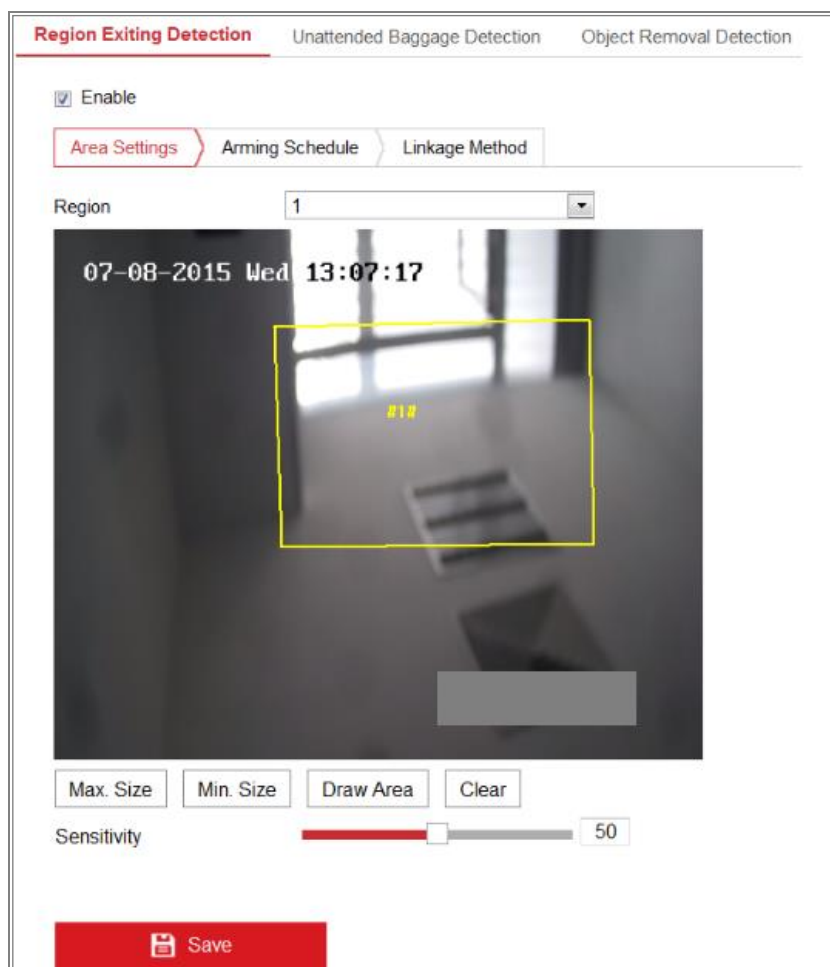 Region Exiting Detection Unattended Baggage Detection Object Removal Detection
Enable
Area Settings Arming Schedule Linkage Method
Region 1
07-08-2015 Wed 13:07:17
#1#
Max. Size Min. Size Draw Area Clear
Sensitivity 50
Save